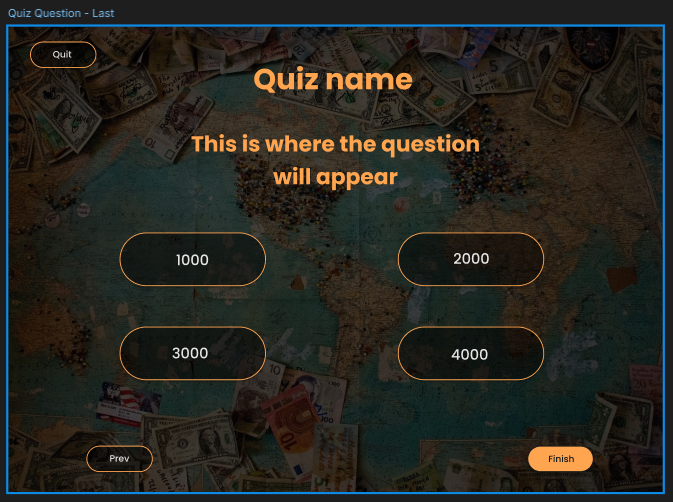 Quiz Question - Last
Quit
Quiz name
This is where the question
will appear
1000
2000
3000
4000
Prev
Finish